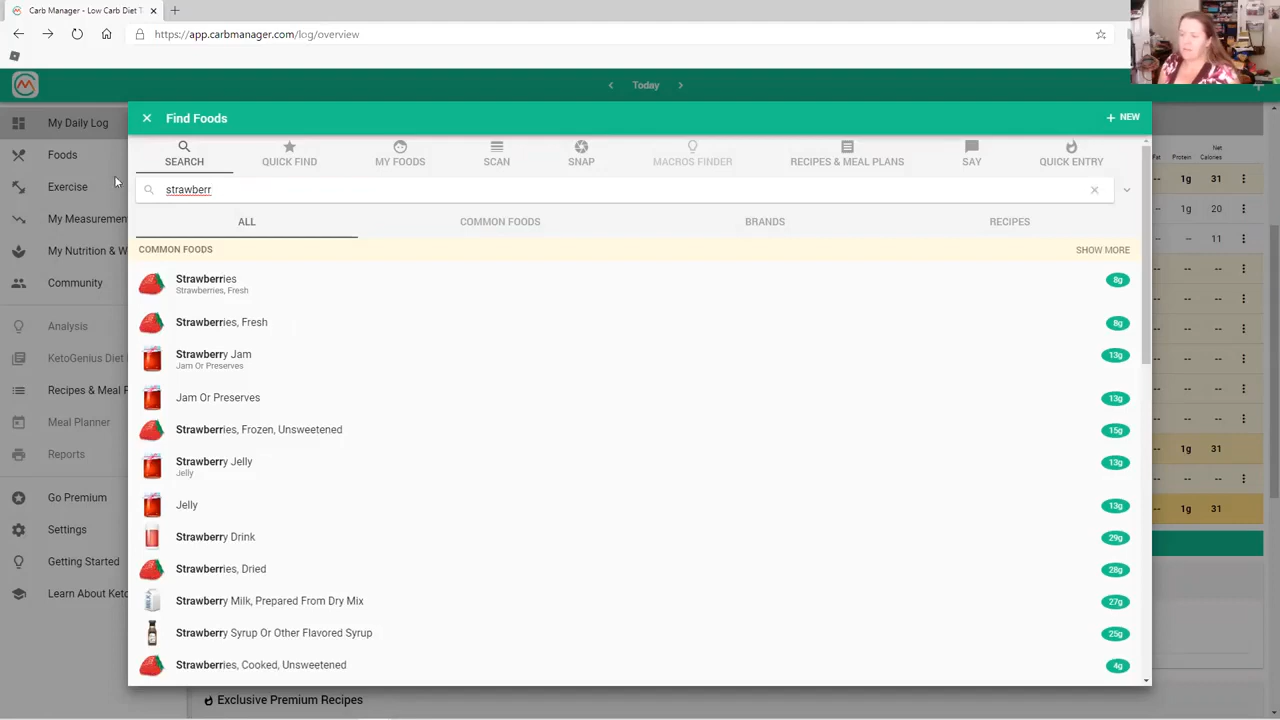 Carb Manager - Low Carb Diet T
https://app.carbmanager.com/log/overview
Today
My Daily Log
Foods
Exercise
My Measuremen
My Nutrition & W
Community
Analysis
KetoGenius Diet
Recipes & Meal P
Meal Planner
Reports
Go Premium
Settings
Getting Started
Learn About Keto
Find Foods
NEW
SEARCH
QUICK FIND
MY FOODS
SCAN
SNAP
MACROS FINDER
RECIPES & MEAL PLANS
SAY
QUICK ENTRY
strawberr
ALL
COMMON FOODS
BRANDS
RECIPES
COMMON FOODS
SHOW MORE
Strawberries
Strawberries, Fresh
8g
Strawberries, Fresh
8g
Strawberry Jam
Jam Or Preserves
13g
Jam Or Preserves
13g
Strawberries, Frozen, Unsweetened
15g
Strawberry Jelly
Jelly
13g
Jelly
13g
Strawberry Drink
29g
Strawberries, Dried
28g
Strawberry Milk, Prepared From Dry Mix
27g
Strawberry Syrup Or Other Flavored Syrup
25g
Strawberries, Cooked, Unsweetened
4g
Fat Protein Net Calories
-- 1g 31
1g 20
-- 11
-- -- --
-- -- --
-- -- --
-- -- --
-- -- --
-- -- --
-- 1g 31
-- -- --
-- 1g 31
Exclusive Premium Recipes